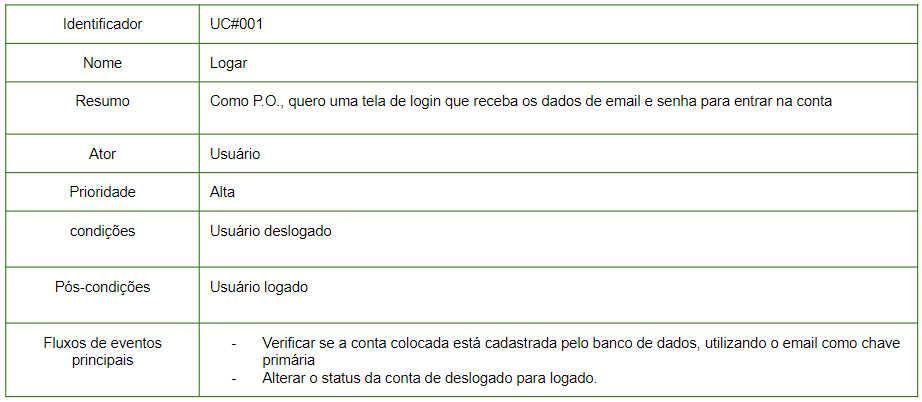 Identificador UC#001
Nome Logar
Resumo Como P.O., quero uma tela de login que receba os dados de email e senha para entrar na conta
Ator Usuário
Prioridade Alta
condições Usuário deslogado
Pós-condições Usuário logado
Fluxos de eventos
principais
- Verificar se a conta colocada está cadastrada pelo banco de dados, utilizando o email como chave
primária
- Alterar o status da conta de deslogado para logado.